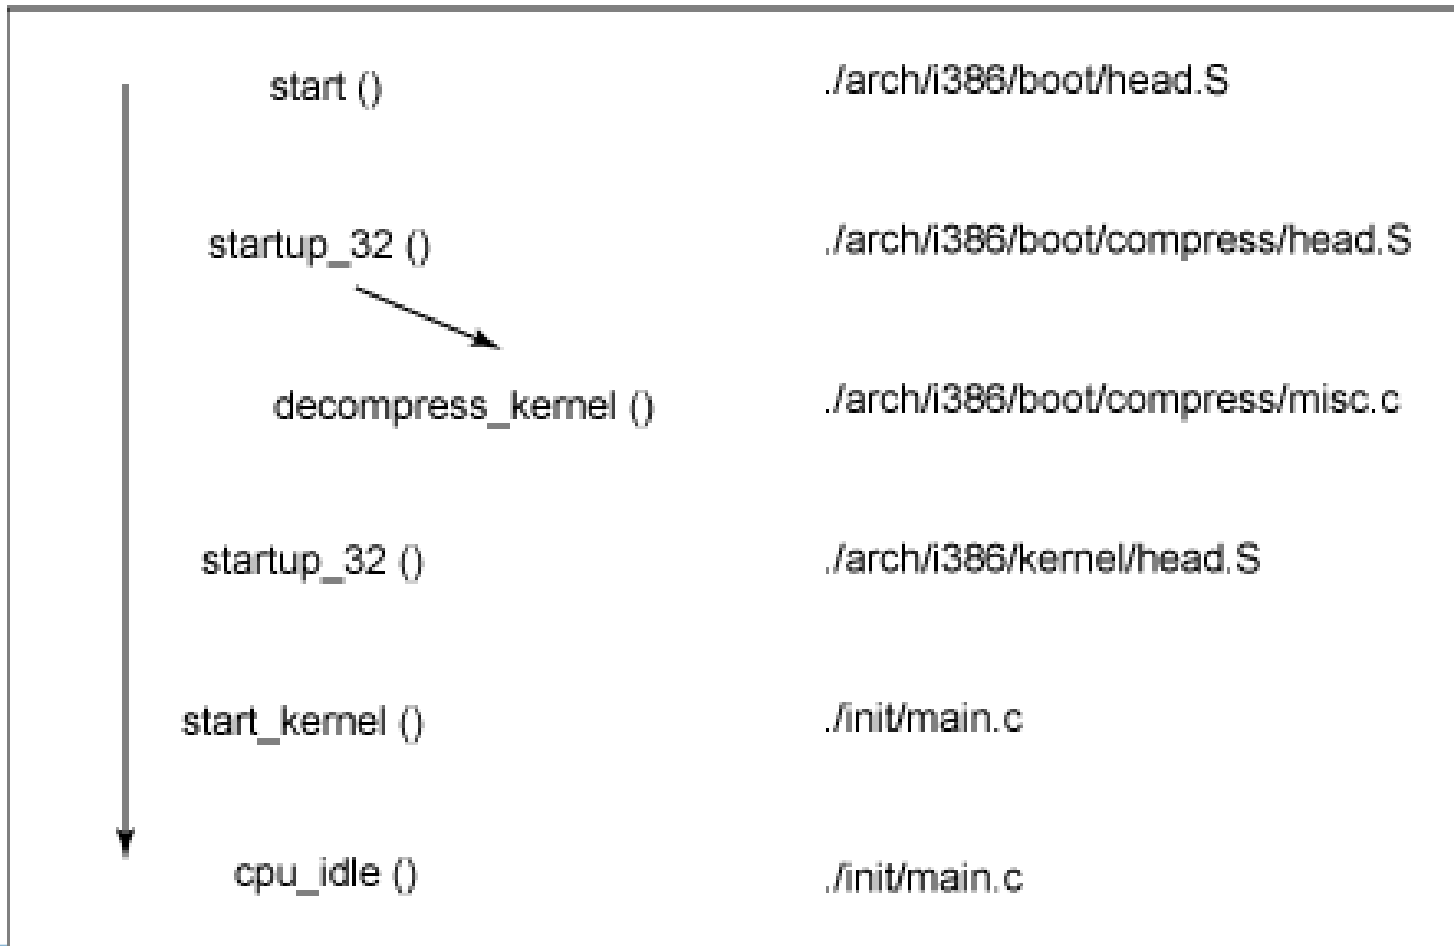 start () ./arch/i386/boot/head.S
startup_32 () ./arch/i386/boot/compress/head.S
decompress_kernel () ./arch/i386/boot/compress/misc.c
startup_32 () ./arch/i386/kernel/head.S
start_kernel () ./init/main.c
cpu_idle () ./init/main.c